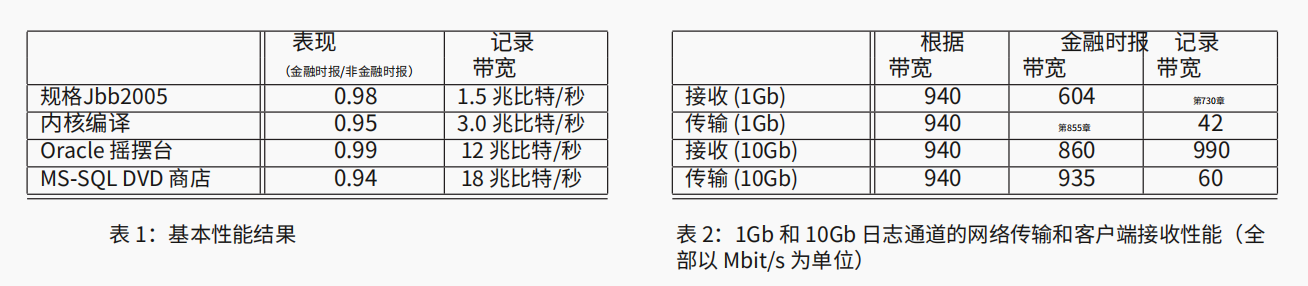 表现 记录
（金融时报/非金融时报） 带宽
规格Jbb2005 0.98 1.5 兆比特/秒
内核编译 0.95 3.0 兆比特/秒
Oracle 摇摆台 0.99 12 兆比特/秒
MS-SQL DVD 商店 0.94 18 兆比特/秒
表 1：基本性能结果
根据 金融时报 记录
带宽 带宽 带宽
接收 (1Gb) 940 604 第730章
传输 (1Gb) 940 第855章 42
接收 (10Gb) 940 860 990
传输 (10Gb) 940 935 60
表 2：1Gb 和 10Gb 日志通道的网络传输和客户端接收性能（全
部以 Mbit/s 为单位）